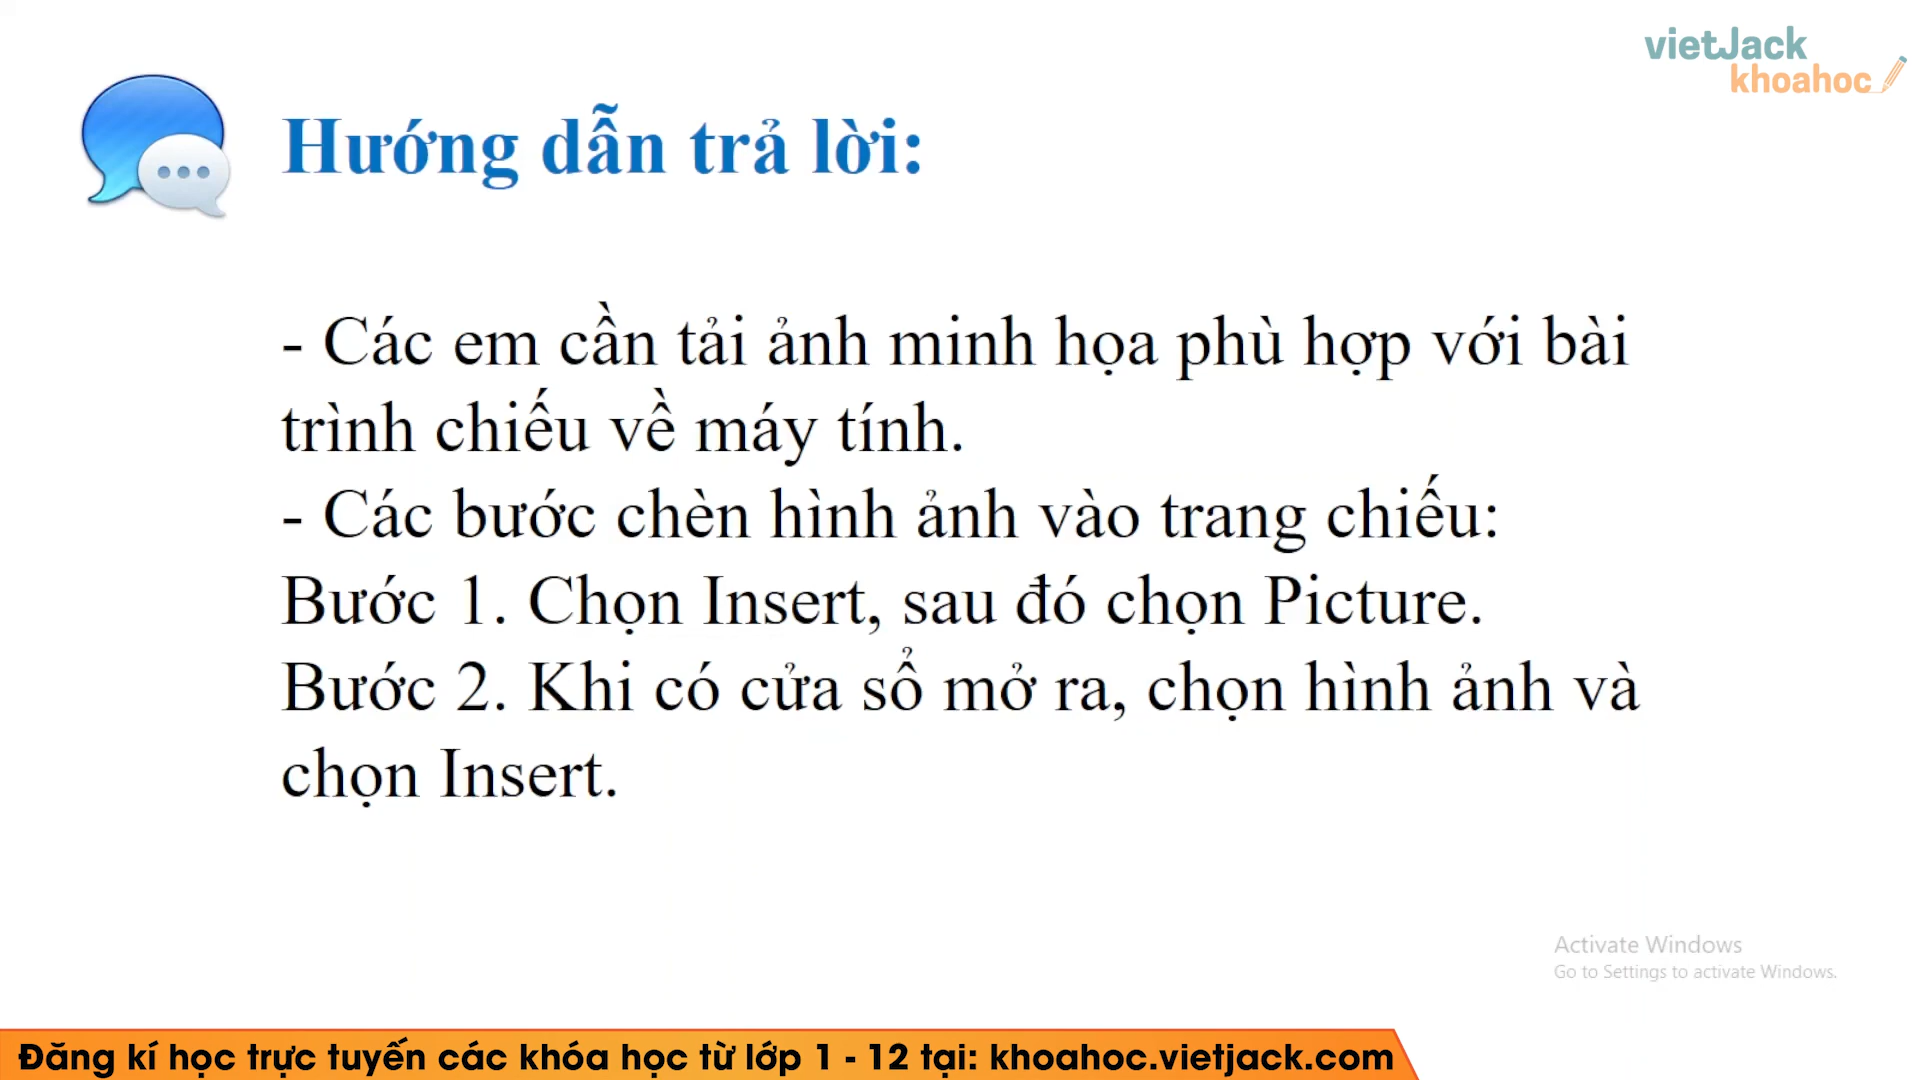 vietJack
khoahoc
Hướng dẫn trả lời:
- Các em cần tải ảnh minh họa phù hợp với bài
trình chiếu về máy tính.
- Các bước chèn hình ảnh vào trang chiếu:
Bước 1. Chọn Insert, sau đó chọn Picture.
Bước 2. Khi có cửa sổ mở ra, chọn hình ảnh và
chọn Insert.
Activate Windows
Go to Settings to activate Windows.
Đăng kí học trực tuyến các khóa học từ lớp 1 - 12 tại: khoahoc.vietjack.com